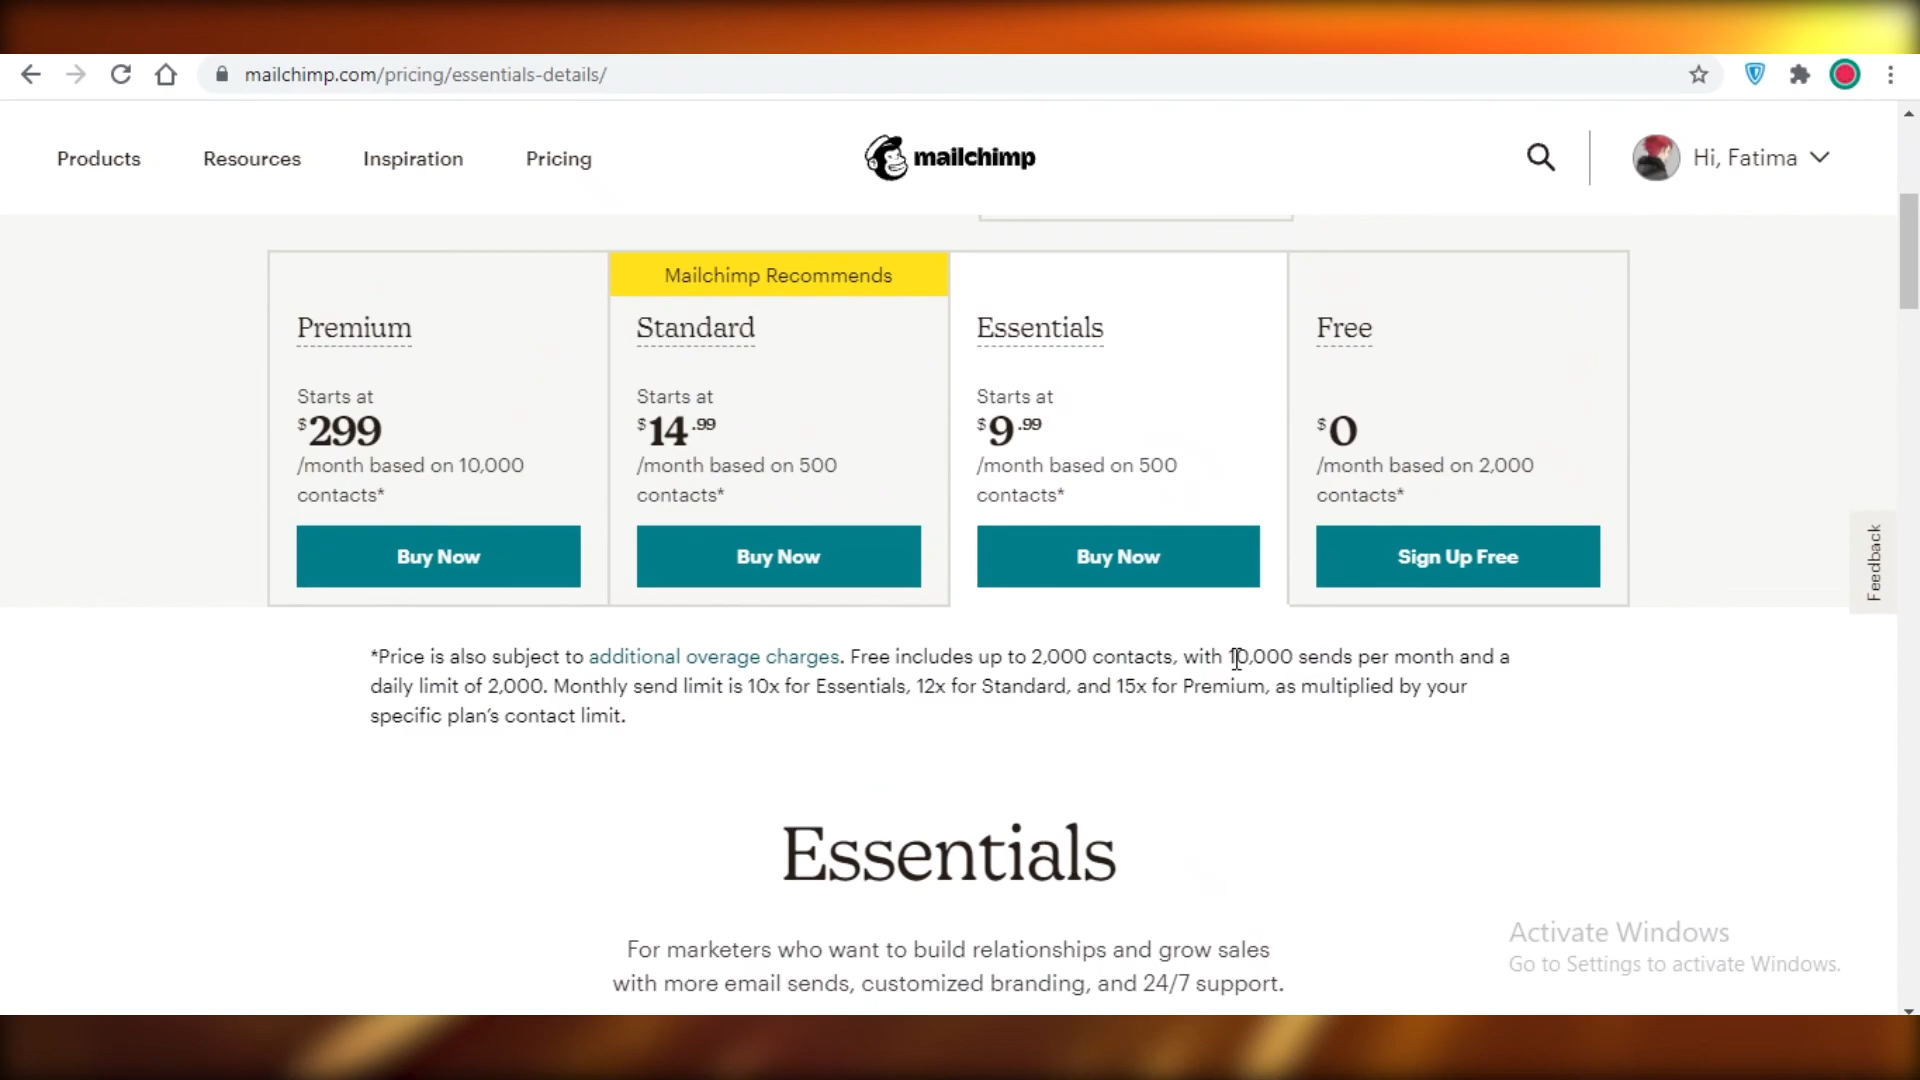 mailchimp.com/pricing/essentials-details/
Products Resources Inspiration Pricing mailchimp Hi, Fatima
Mailchimp Recommends
Premium
Starts at
$299
/month based on 10,000
contacts*
Buy Now
Standard
Starts at
$14.99
/month based on 500
contacts*
Buy Now
Essentials
Starts at
$9.99
/month based on 500
contacts*
Buy Now
Free
$0
/month based on 2,000
contacts*
Sign Up Free
Feedback
*Price is also subject to additional overage charges. Free includes up to 2,000 contacts, with 10,000 sends per month and a
daily limit of 2,000. Monthly send limit is 10x for Essentials, 12x for Standard, and 15x for Premium, as multiplied by your
specific plan's contact limit.
Essentials
For marketers who want to build relationships and grow sales
with more email sends, customized branding, and 24/7 support.
Activate Windows
Go to Settings to activate Windows.